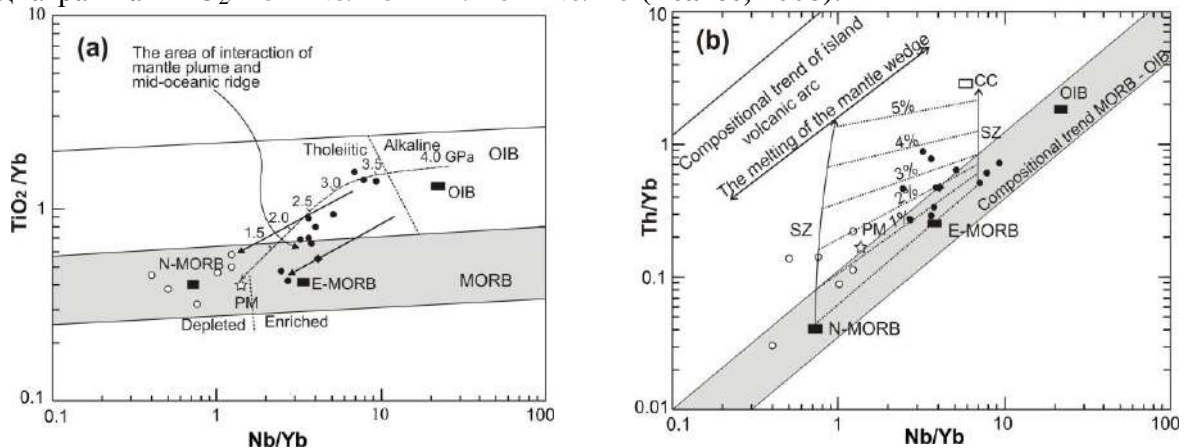 (Pearce, 2008).
(a)
The area of interaction of
mantle plume and
mid-oceanic ridge
Tholeiitic
Alkaline
4.0 GPa
3.5
3.0
2.5
2.0
1.5
OIB
OIB
N-MORB
PM
E-MORB
MORB
Depleted
Enriched
TiO2 /Yb
10
1
0.1
0.1
1
10
100
Nb/Yb
(b)
Compositional trend of island
volcanic arc
The melting of the mantle wedge
CC
OIB
5%
4%
3%
2%
1%
SZ
SZ
Compositional trend MORB - OIB
PM
E-MORB
N-MORB
Th/Yb
10
1.0
0.1
0.01
0.1
1
10
100
Nb/Yb